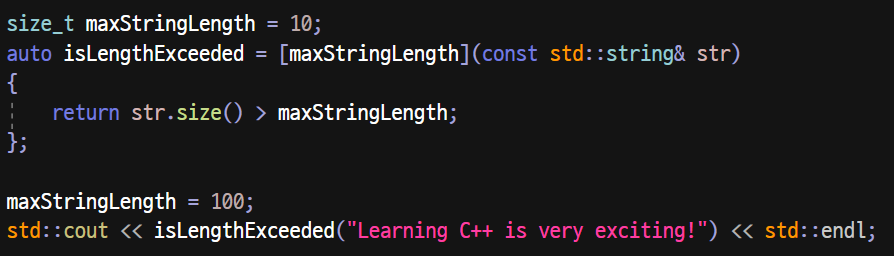 size_t maxStringLength = 10;
auto isLengthExceeded = [maxStringLength](const std::string& str)
{
    return str.size() > maxStringLength;
};
maxStringLength = 100;
std::cout << isLengthExceeded("Learning C++ is very exciting!") << std::endl;